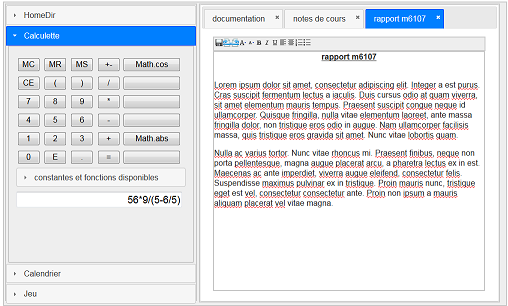 HomeDir
Calculette
MC MR MS +- Math.cos
CE ( ) /
7 8 9 *
4 5 6 -
1 2 3 + Math.abs
0 E . =
constantes et fonctions disponibles
56*9/(5-6/5)
Calendrier
Jeu
documentation × notes de cours × rapport m6107 ×
A- A- B I U
rapport m6107
Lorem ipsum dolor sit amet, consectetur adipiscing elit. Integer a est purus.
Cras suscipit fermentum lectus a iaculis. Duis cursus odio at quam viverra,
sit amet elementum mauris tempus. Praesent suscipit congue neque id
ullamcorper. Quisque fringilla, nulla vitae elementum laoreet, ante massa
fringilla dolor, non tristique eros odio in augue. Nam ullamcorper facilisis
massa, quis tristique eros gravida sit amet. Nunc vitae lobortis quam.
Nulla ac varius tortor. Nunc vitae rhoncus mi. Praesent finibus, neque non
porta pellentesque, magna augue placerat arcu, a pharetra lectus ex in est.
Maecenas ac ante imperdiet, viverra augue eleifend, consectetur felis.
Suspendisse maximus pulvinar ex in tristique. Proin mauris nunc, tristique
eget est vel, consectetur consectetur ante. Proin non ipsum a mauris
aliquam placerat vel vitae magna.